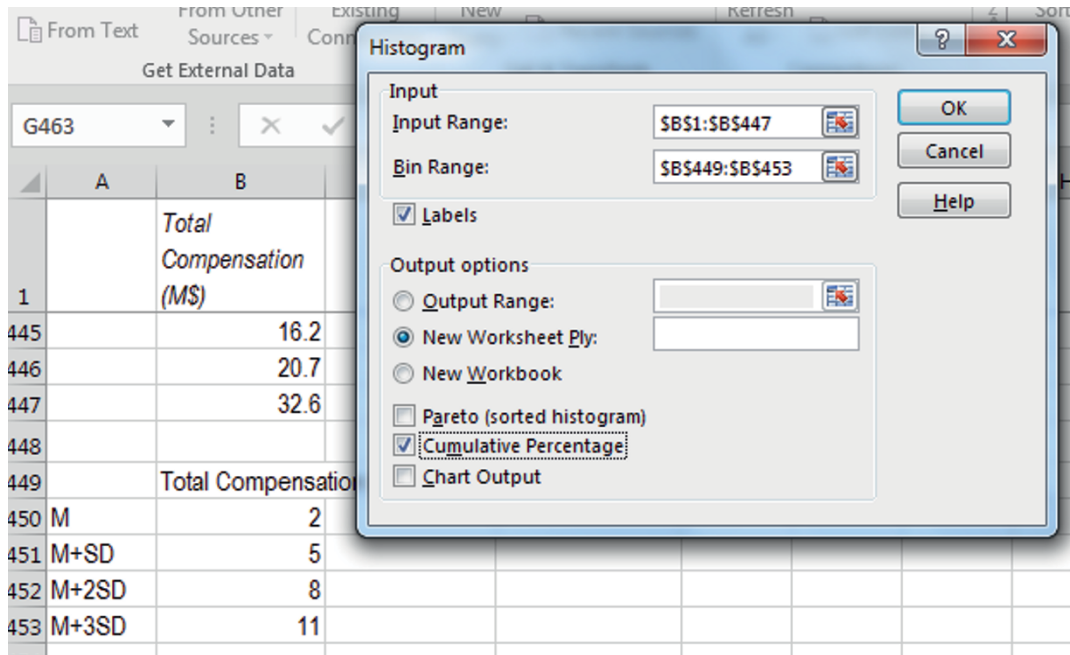 From Other
Existing
New
Refresh
Sort
From Text
Sources
Conn
Get External Data
G463
A
B
H
1
Total
Compensation
(M$)
445
16.2
446
20.7
447
32.6
448
449
Total Compensation
450 M 2
451 M+SD 5
452 M+2SD 8
453 M+3SD 11
Histogram
?
X
Input
Input Range:
$B$1:$B$447
Bin Range:
$B$449:$B$453
Labels
OK
Cancel
Help
Output options
Output Range:
New Worksheet Ply:
New Workbook
Pareto (sorted histogram)
Cumulative Percentage
Chart Output